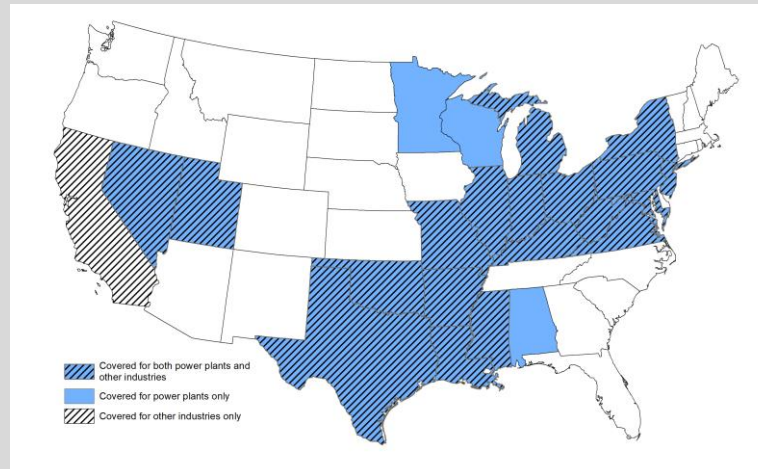 Covered for both power plants and
other industries
Covered for power plants only
Covered for other industries only